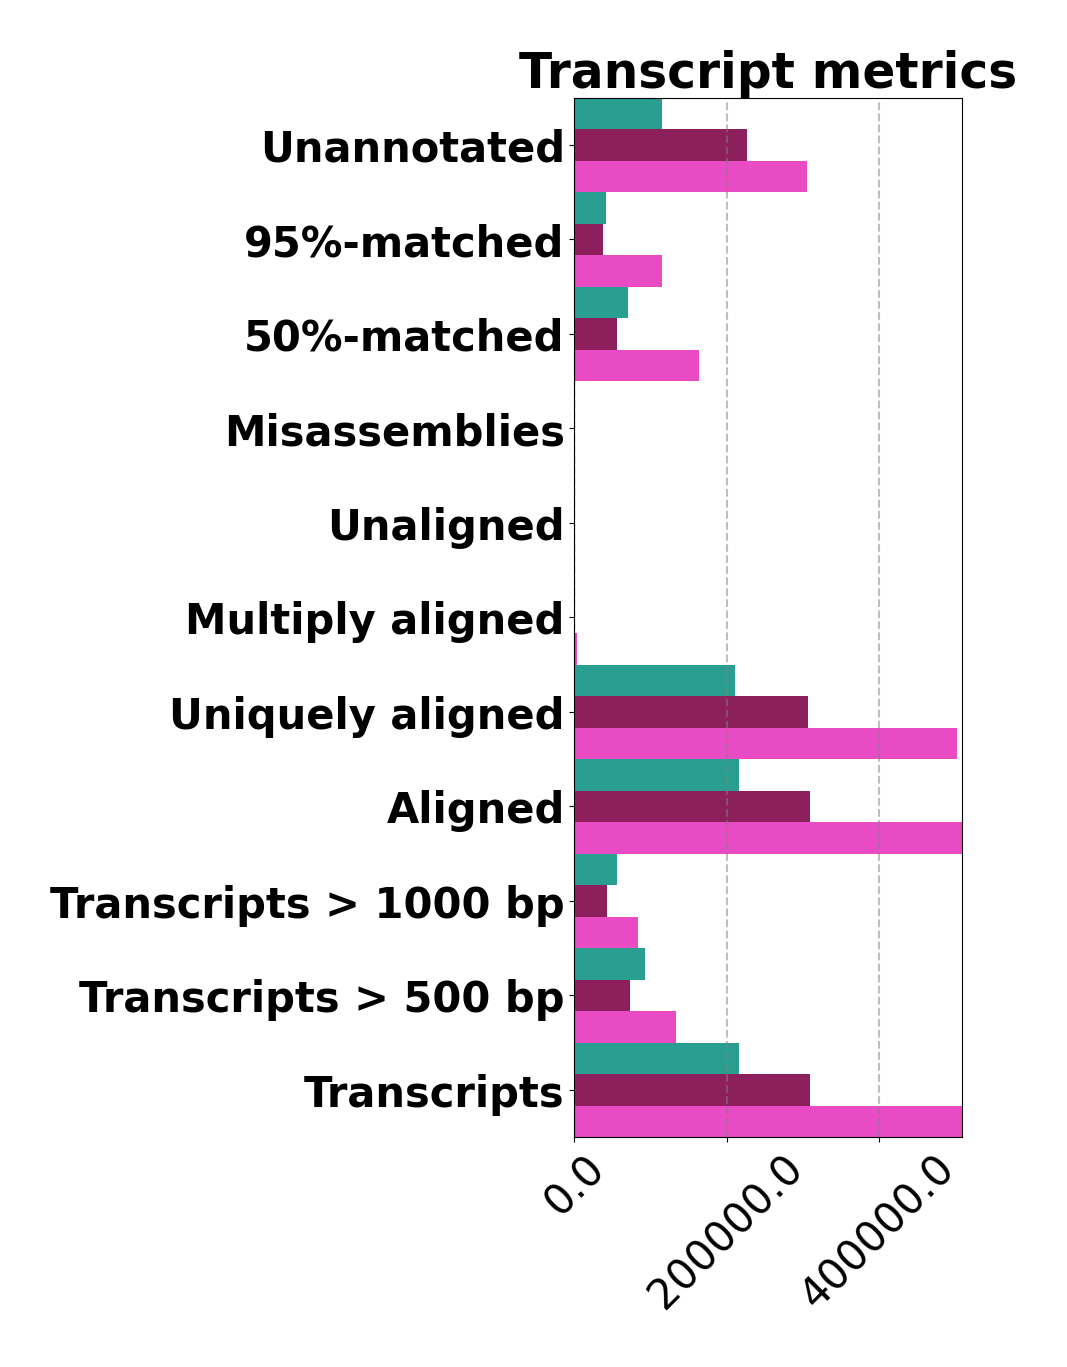 Transcript metrics
Unannotated
95%-matched
50%-matched
Misassemblies
Unaligned
Multiply aligned
Uniquely aligned
Aligned
Transcripts > 1000 bp
Transcripts > 500 bp
Transcripts
0.0
200000.0
400000.0